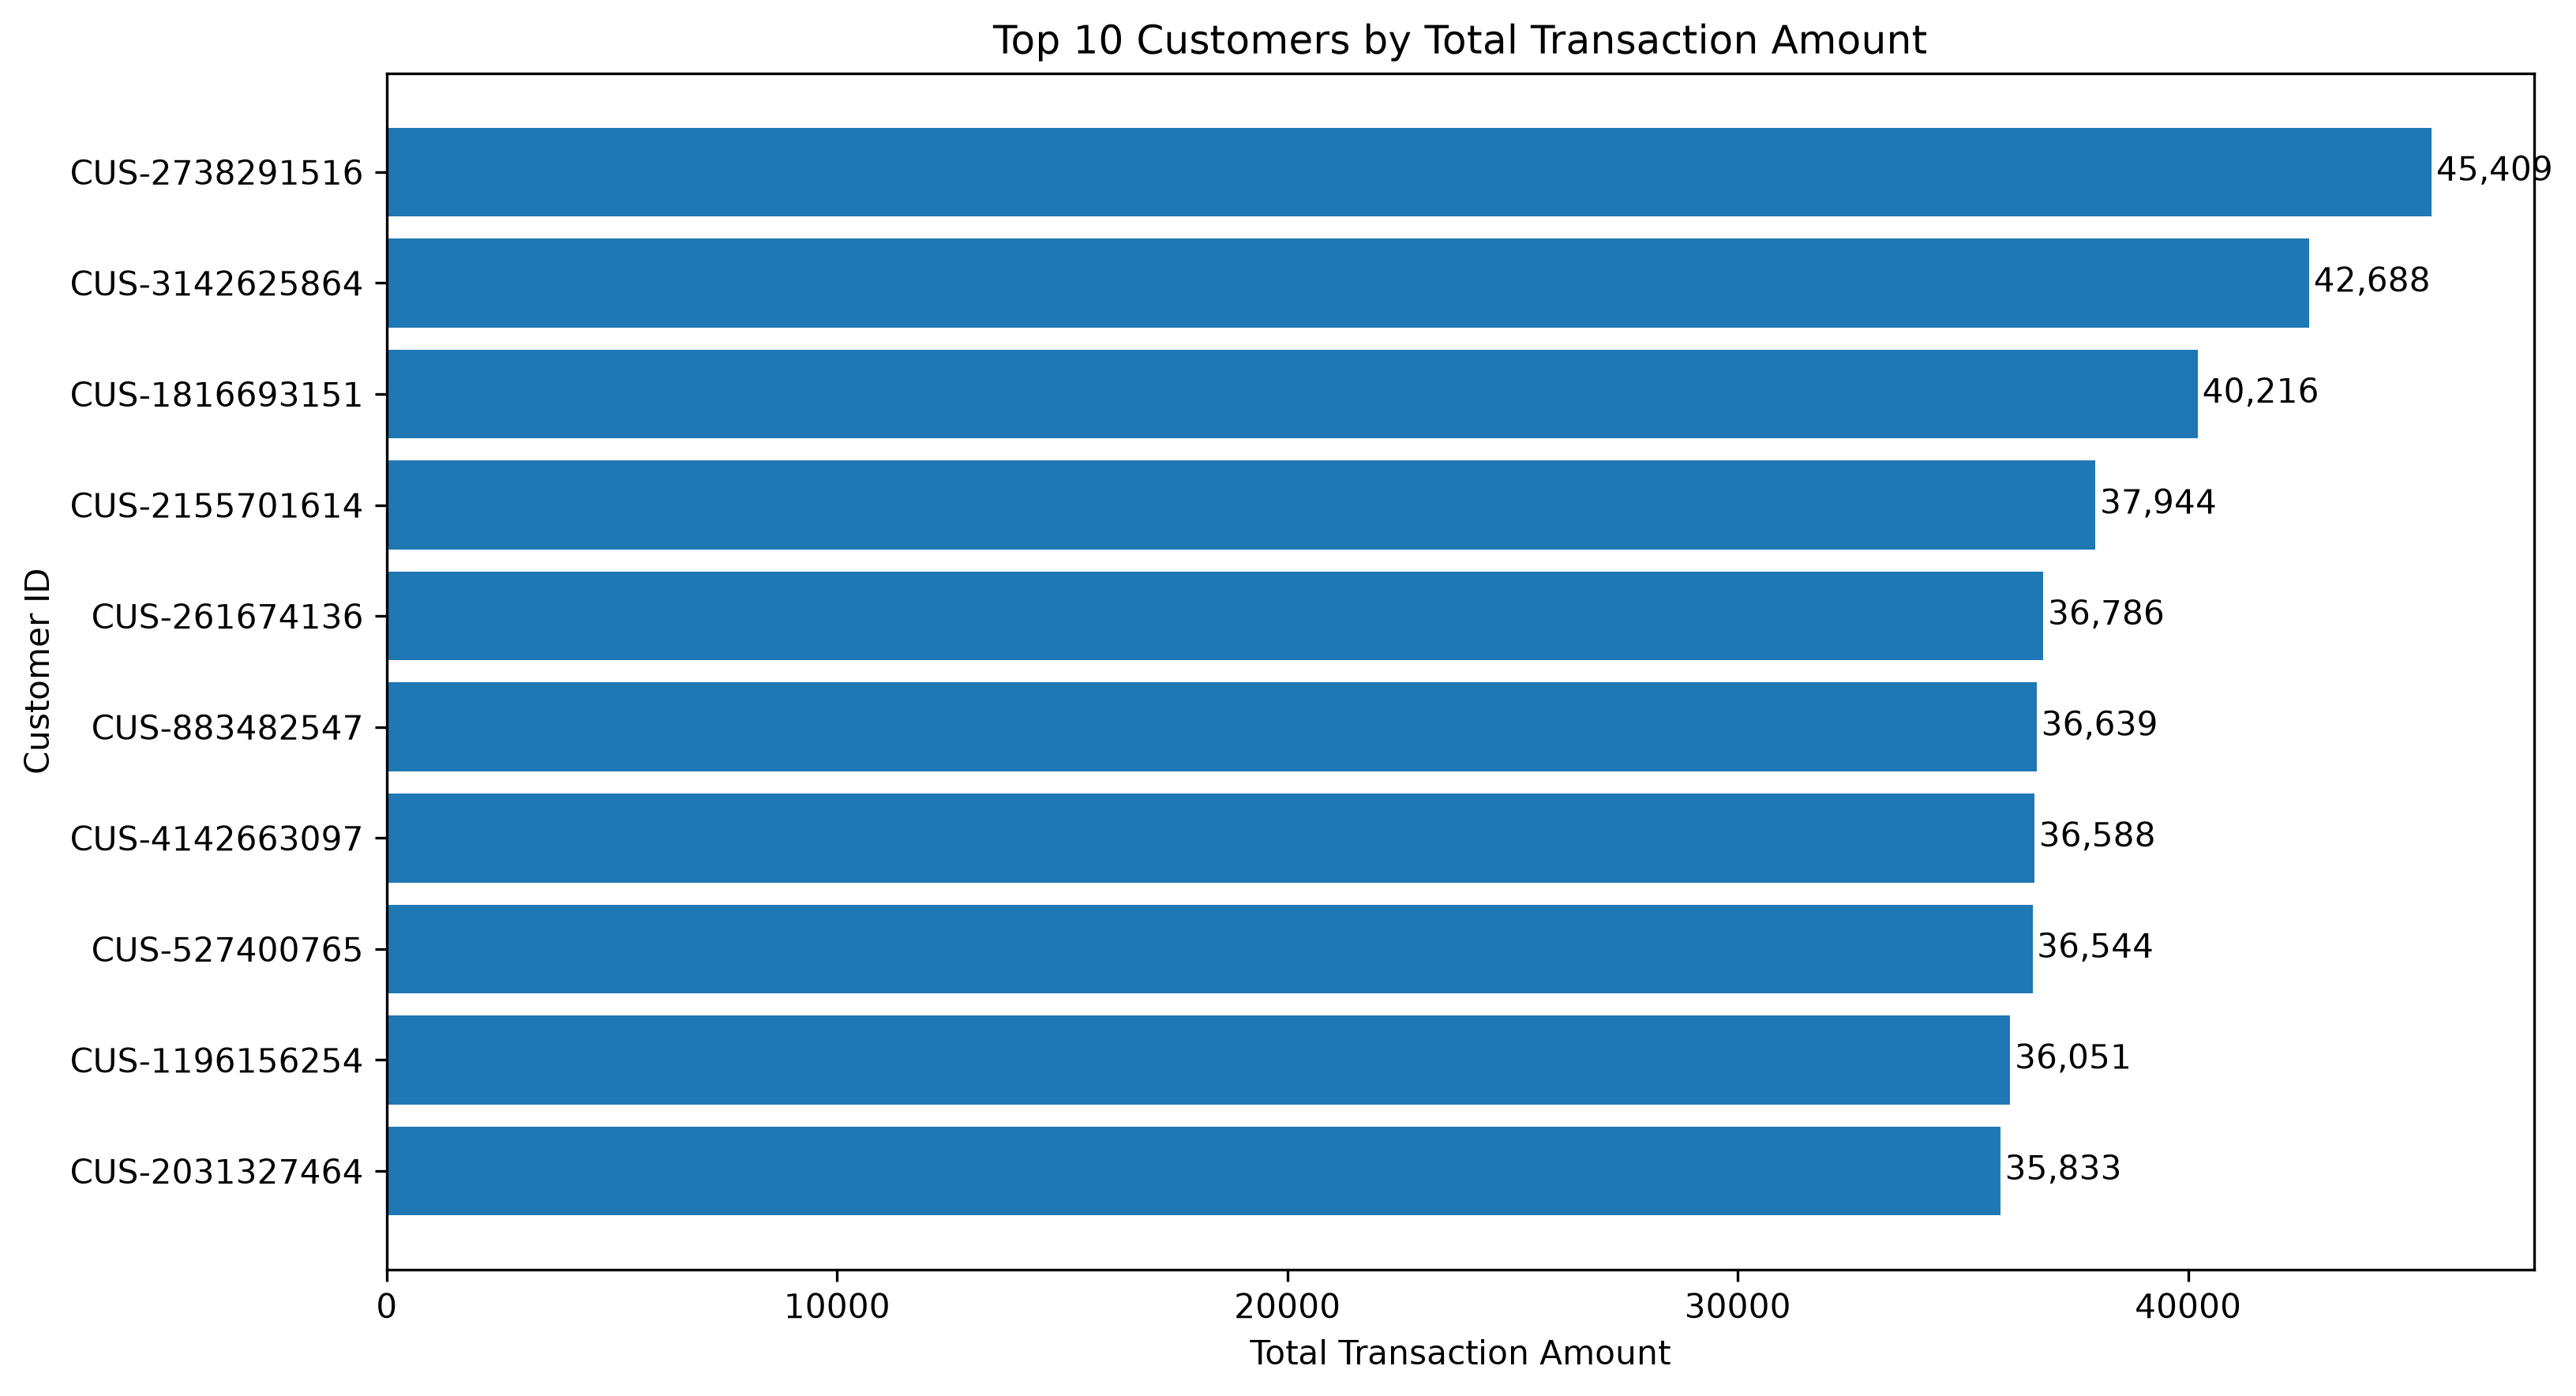 Top 10 Customers by Total Transaction Amount
Customer ID
CUS-2738291516 45,409
CUS-3142625864 42,688
CUS-1816693151 40,216
CUS-2155701614 37,944
CUS-261674136 36,786
CUS-883482547 36,639
CUS-4142663097 36,588
CUS-527400765 36,544
CUS-1196156254 36,051
CUS-2031327464 35,833
0 10000 20000 30000 40000
Total Transaction Amount